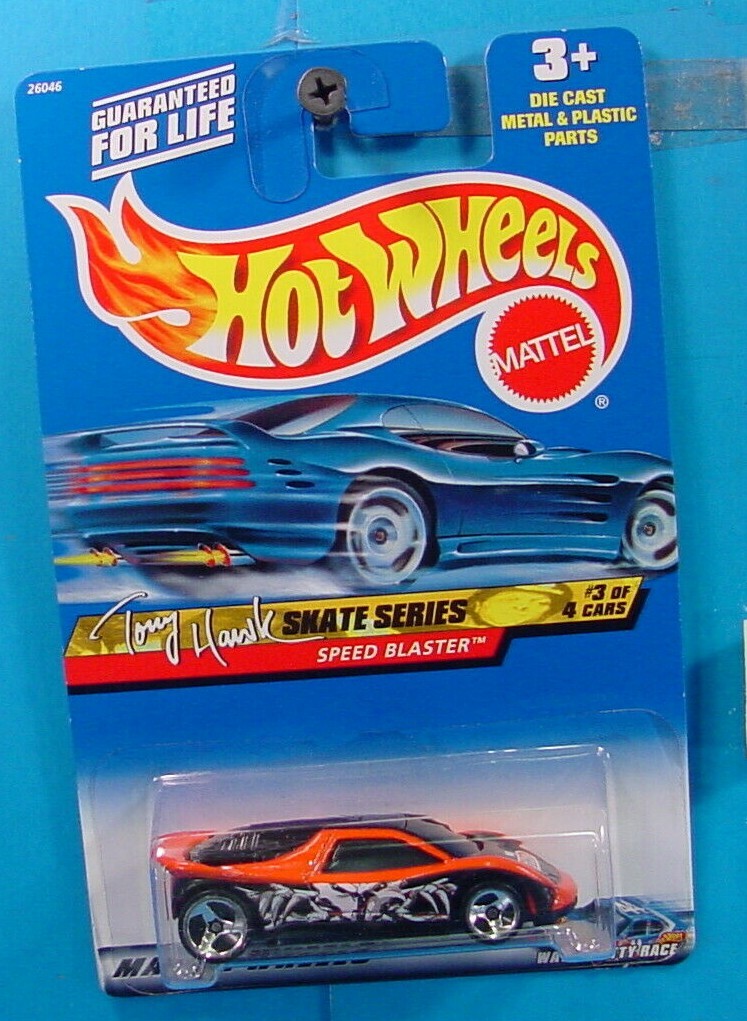 26046
GUARANTEED
FOR LIFE
3+
DIE CAST
METAL & PLASTIC
PARTS
Hot Wheels
MATTEL
®
Tony Hawk SKATE SERIES
#3 OF
4 CARS
SPEED BLASTER™